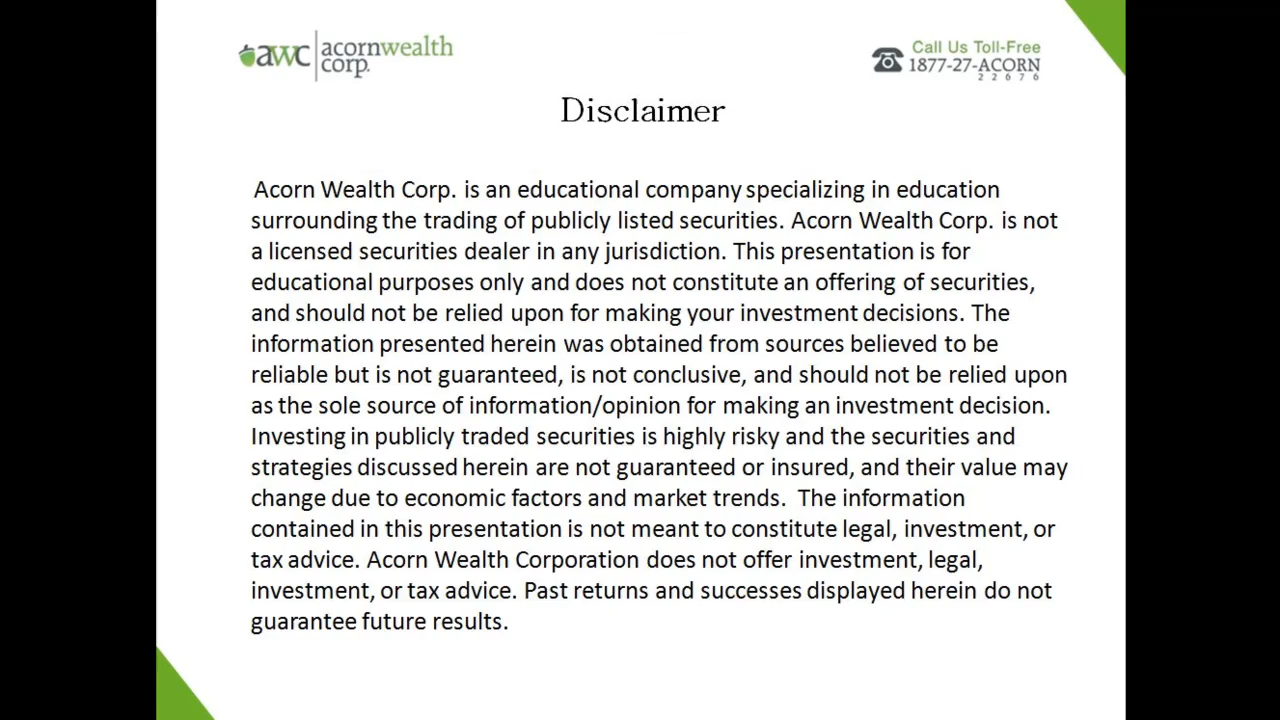 awc acornwealth corp.
Call Us Toll-Free
1877-27-ACORN
22676
Disclaimer
Acorn Wealth Corp. is an educational company specializing in education
surrounding the trading of publicly listed securities. Acorn Wealth Corp. is not
a licensed securities dealer in any jurisdiction. This presentation is for
educational purposes only and does not constitute an offering of securities,
and should not be relied upon for making your investment decisions. The
information presented herein was obtained from sources believed to be
reliable but is not guaranteed, is not conclusive, and should not be relied upon
as the sole source of information/opinion for making an investment decision.
Investing in publicly traded securities is highly risky and the securities and
strategies discussed herein are not guaranteed or insured, and their value may
change due to economic factors and market trends.  The information
contained in this presentation is not meant to constitute legal, investment, or
tax advice. Acorn Wealth Corporation does not offer investment, legal,
investment, or tax advice. Past returns and successes displayed herein do not
guarantee future results.